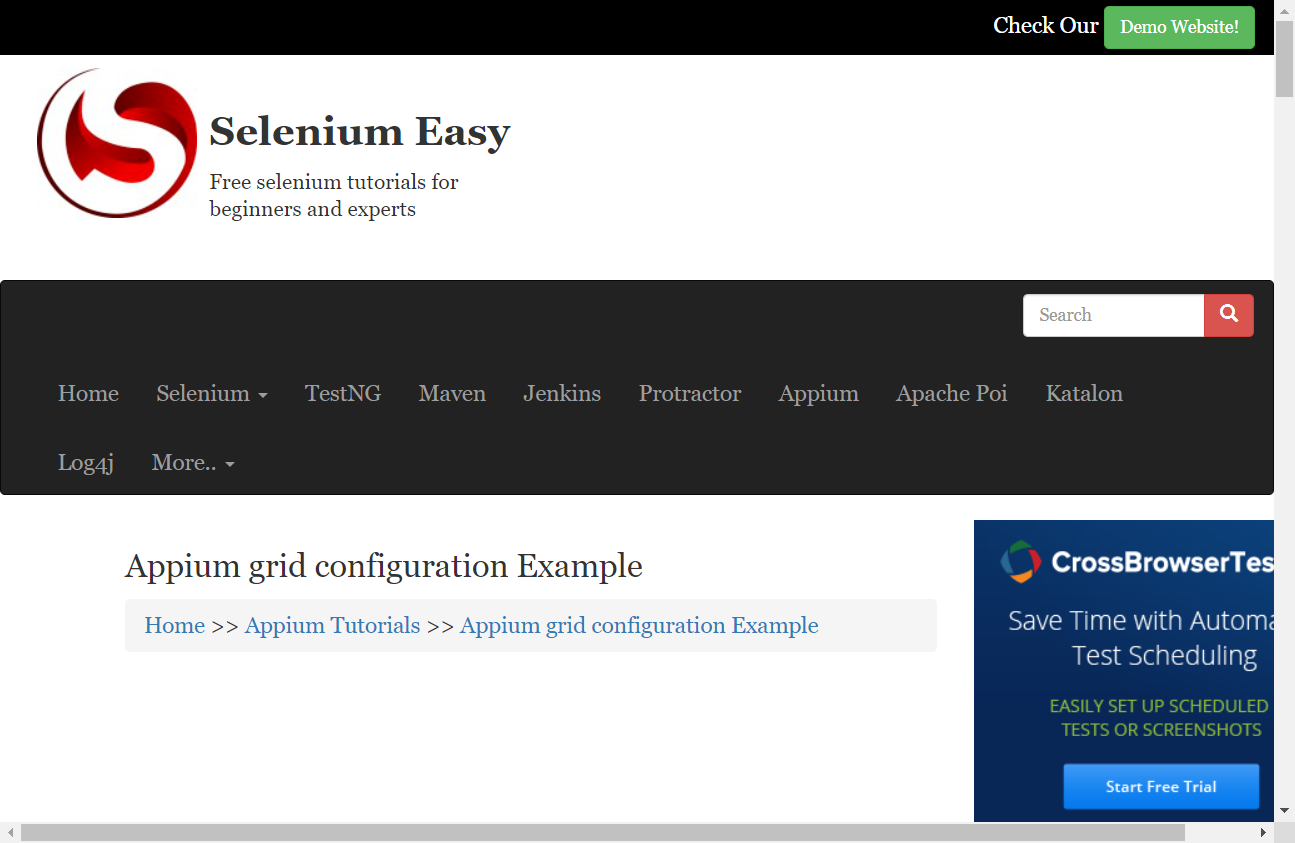 Check Our Demo Website!
Selenium Easy
Free selenium tutorials for
beginners and experts
Search
Home Selenium TestNG Maven Jenkins Protractor Appium Apache Poi Katalon
Log4j More..
Appium grid configuration Example
Home >> Appium Tutorials >> Appium grid configuration Example
CrossBrowserTes
Save Time with Automa
Test Scheduling
EASILY SET UP SCHEDULED
TESTS OR SCREENSHOTS
Start Free Trial